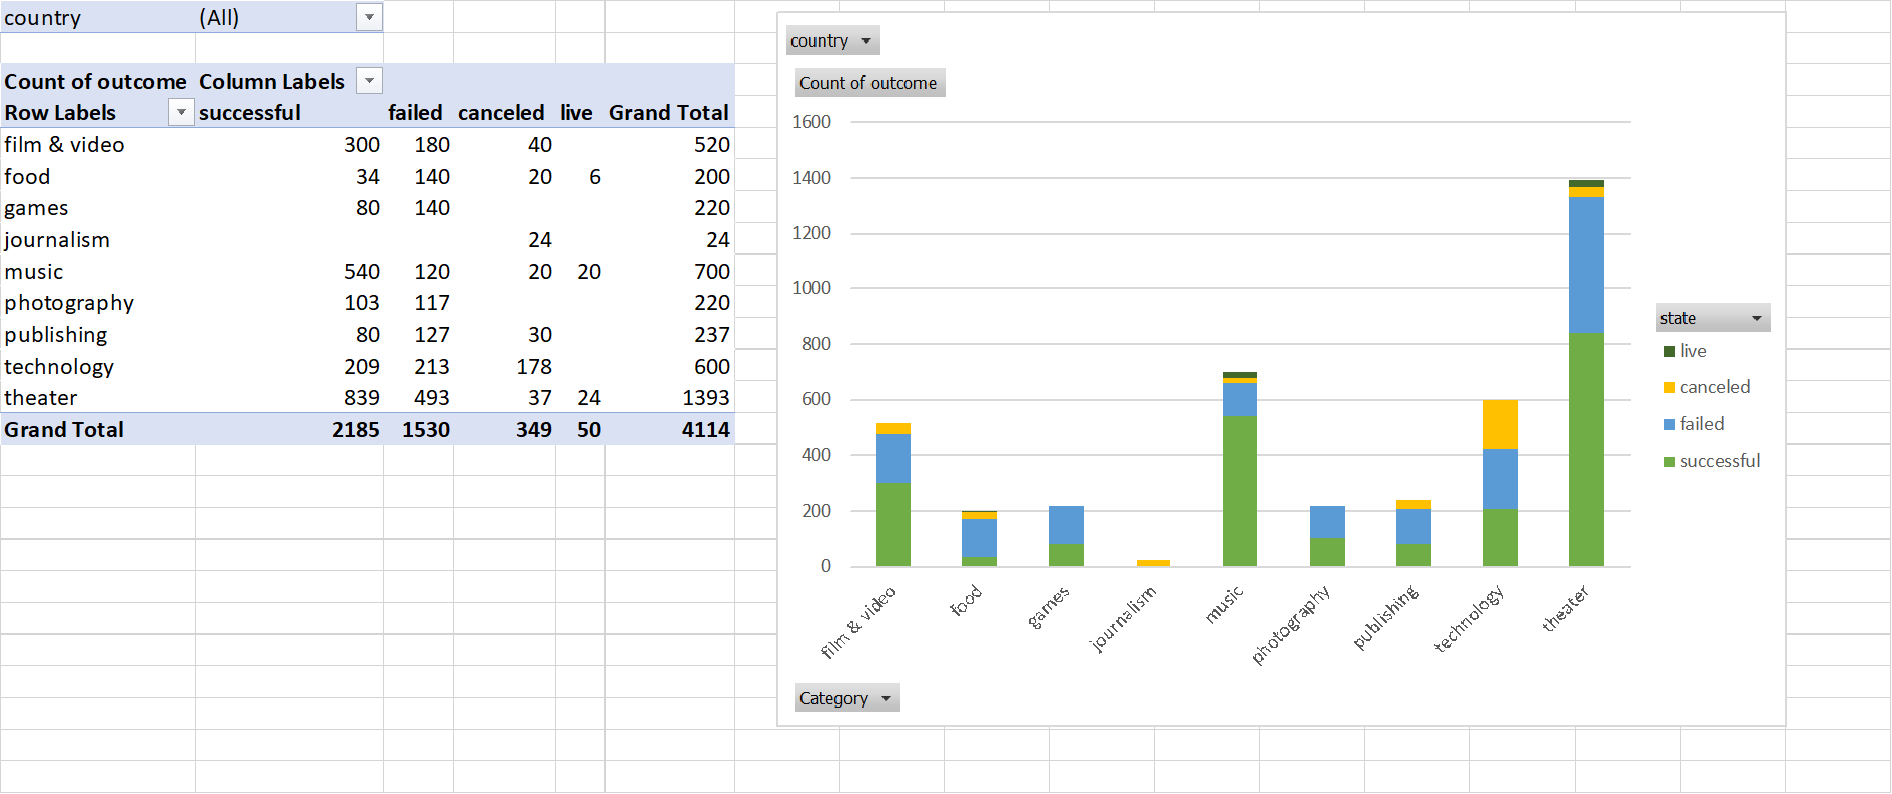 country (All)
Count of outcome Column Labels
Row Labels successful failed canceled live Grand Total
film & video 300 180 40 520
food 34 140 20 6 200
games 80 140 220
journalism 24 24
music 540 120 20 20 700
photography 103 117 220
publishing 80 127 30 237
technology 209 213 178 600
theater 839 493 37 24 1393
Grand Total 2185 1530 349 50 4114
country
Count of outcome
1600
1400
1200
1000
800
600
400
200
0
film & video
food
games
journalism
music
photography
publishing
technology
theater
Category
state
live
canceled
failed
successful